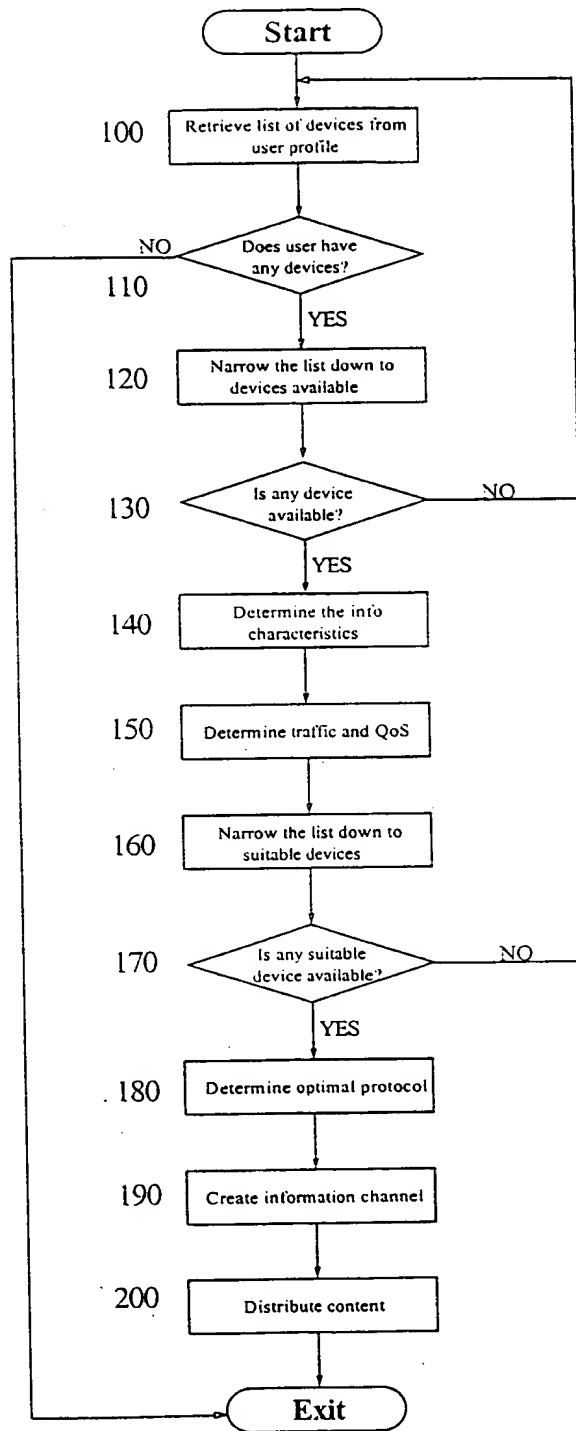 Start
100
Retrieve list of devices from
user profile
NO
Does user have
any devices?
110
YES
120
Narrow the list down to
devices available
130
Is any device
available?
NO
YES
140
Determine the info
characteristics
150
Determine traffic and QoS
160
Narrow the list down to
suitable devices
170
Is any suitable
device available?
NO
YES
180
Determine optimal protocol
190
Create information channel
200
Distribute content
Exit